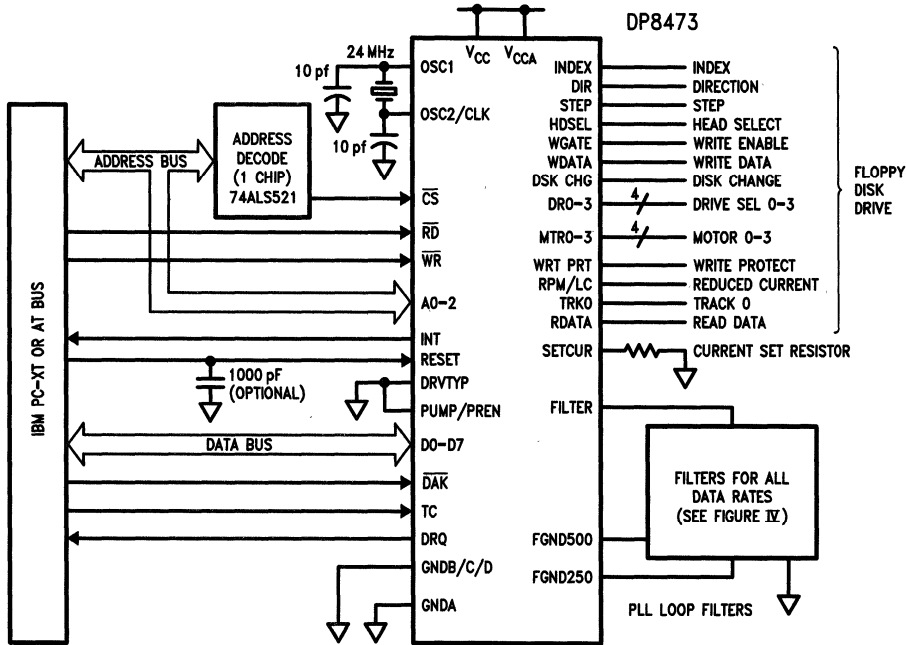 DP8473
VCC
VCCA
24 MHz
10 pf
OSC1
OSC2/CLK
10 pf
ADDRESS BUS
ADDRESS
DECODE
(1 CHIP)
74ALS521
IBM PC-XT OR AT BUS
CS
RD
WR
A0-2
INT
RESET
1000 pF
(OPTIONAL)
DRVTYP
PUMP/PREN
DATA BUS
D0-D7
DAK
TC
DRQ
GNDB/C/D
GNDA
INDEX
INDEX
DIR
DIRECTION
STEP
STEP
HDSEL
HEAD SELECT
WGATE
WRITE ENABLE
WDATA
WRITE DATA
DSK CHG
DISK CHANGE
DR0-3
4
DRIVE SEL 0-3
MTR0-3
4
MOTOR 0-3
WRT PRT
WRITE PROTECT
RPM/LC
REDUCED CURRENT
TRK0
TRACK 0
RDATA
READ DATA
FLOPPY
DISK
DRIVE
SETCUR
CURRENT SET RESISTOR
FILTER
FILTERS FOR ALL
DATA RATES
(SEE FIGURE IV)
FGND500
FGND250
PLL LOOP FILTERS